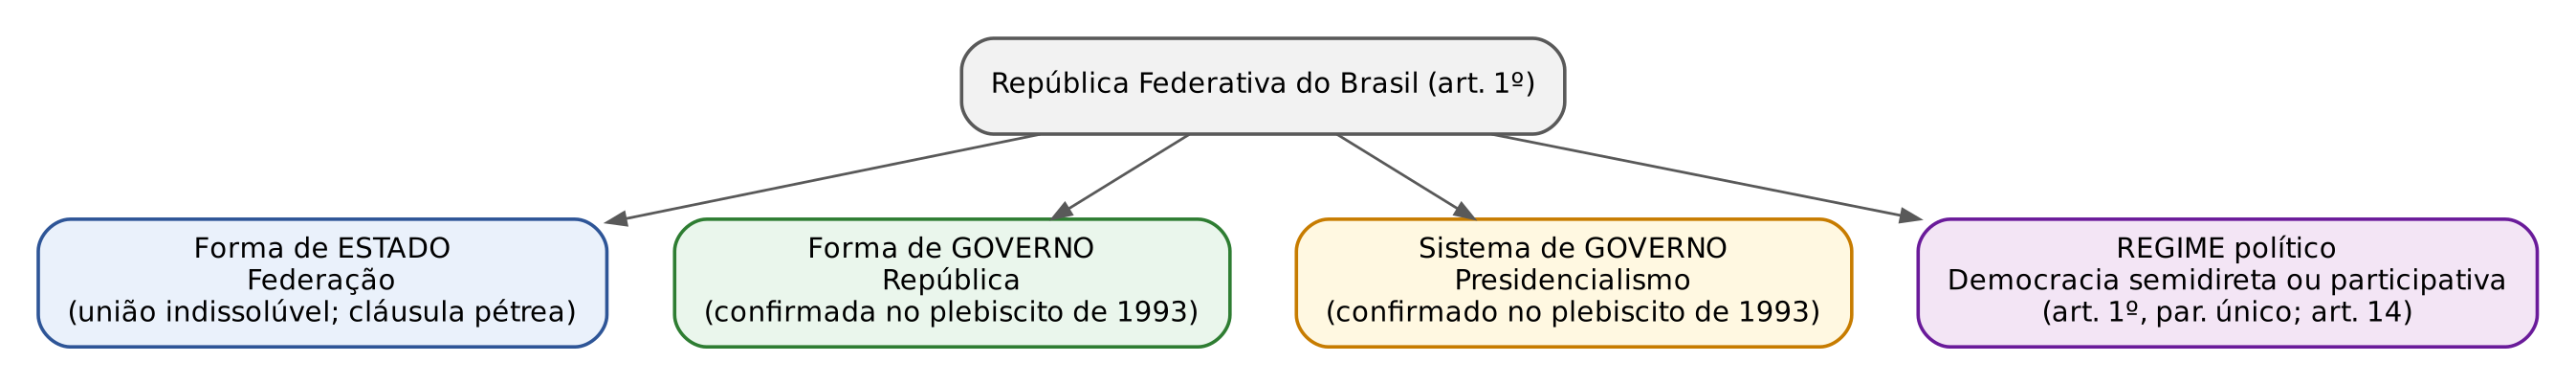 República Federativa do Brasil (art. 1º)
Forma de ESTADO
Federação
(união indissolúvel; cláusula pétrea)
Forma de GOVERNO
República
(confirmada no plebiscito de 1993)
Sistema de GOVERNO
Presidencialismo
(confirmado no plebiscito de 1993)
REGIME político
Democracia semidireta ou participativa
(art. 1º, par. único; art. 14)